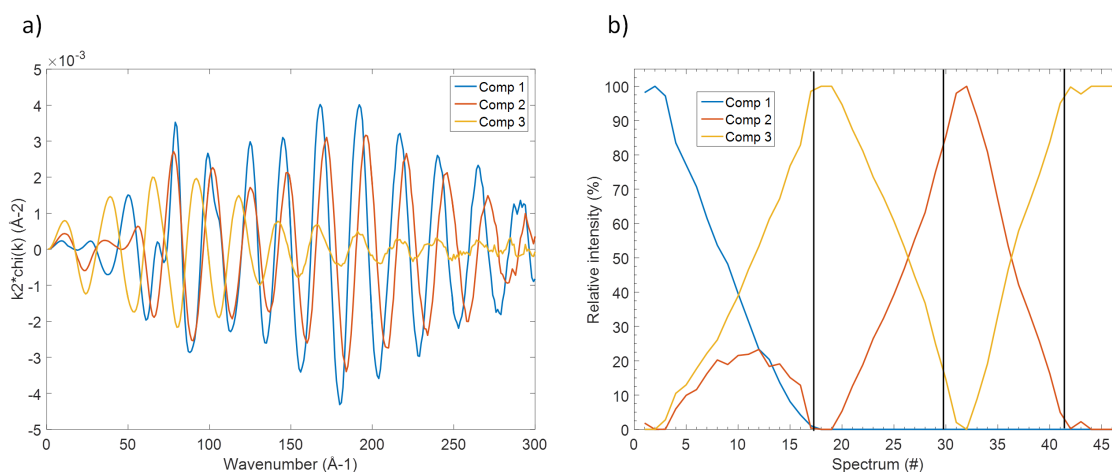 a)
×10⁻³
5
4
3
2
1
0
-1
-2
-3
-4
-5
k2*chi(k) (Å-2)
Comp 1
Comp 2
Comp 3
0 50 100 150 200 250 300
Wavenumber (Å-1)
b)
100
90
80
70
60
50
40
30
20
10
0
Relative intensity (%)
Comp 1
Comp 2
Comp 3
0 5 10 15 20 25 30 35 40 45
Spectrum (#)